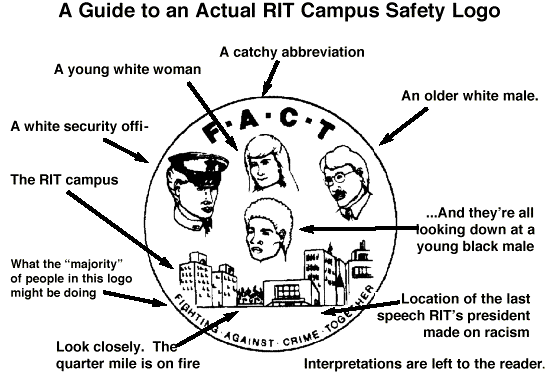 A Guide to an Actual RIT Campus Safety Logo
A catchy abbreviation
A young white woman
An older white male.
A white security offi-
F·A·C·T
The RIT campus
...And they're all
looking down at a
young black male
What the "majority"
of people in this logo
might be doing
FIGHTING · AGAINST · CRIME · TOGETHER
Location of the last
speech RIT's president
made on racism
Look closely. The
quarter mile is on fire
Interpretations are left to the reader.